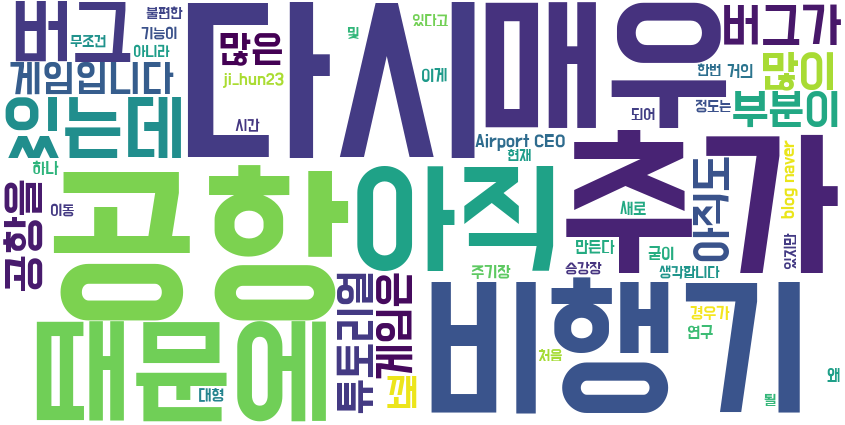 버그
불편한
무조건
기능이
아니라
많은
ji_hun23
게임입니다
있는데
시간
다시
및
있다고
이게
매우
버그가
한번
거의
많이
정도는
부분이
되어
Airport CEO
현재
하나
공항을
이동
공항
아직
추가
새로
만든다
굳이
아직도
blog naver
있지만
주기장
승강장
생각합니다
때문에
튜토리얼
게임은
꽤
대형
비행기
경우가
연구
처음
왜
될